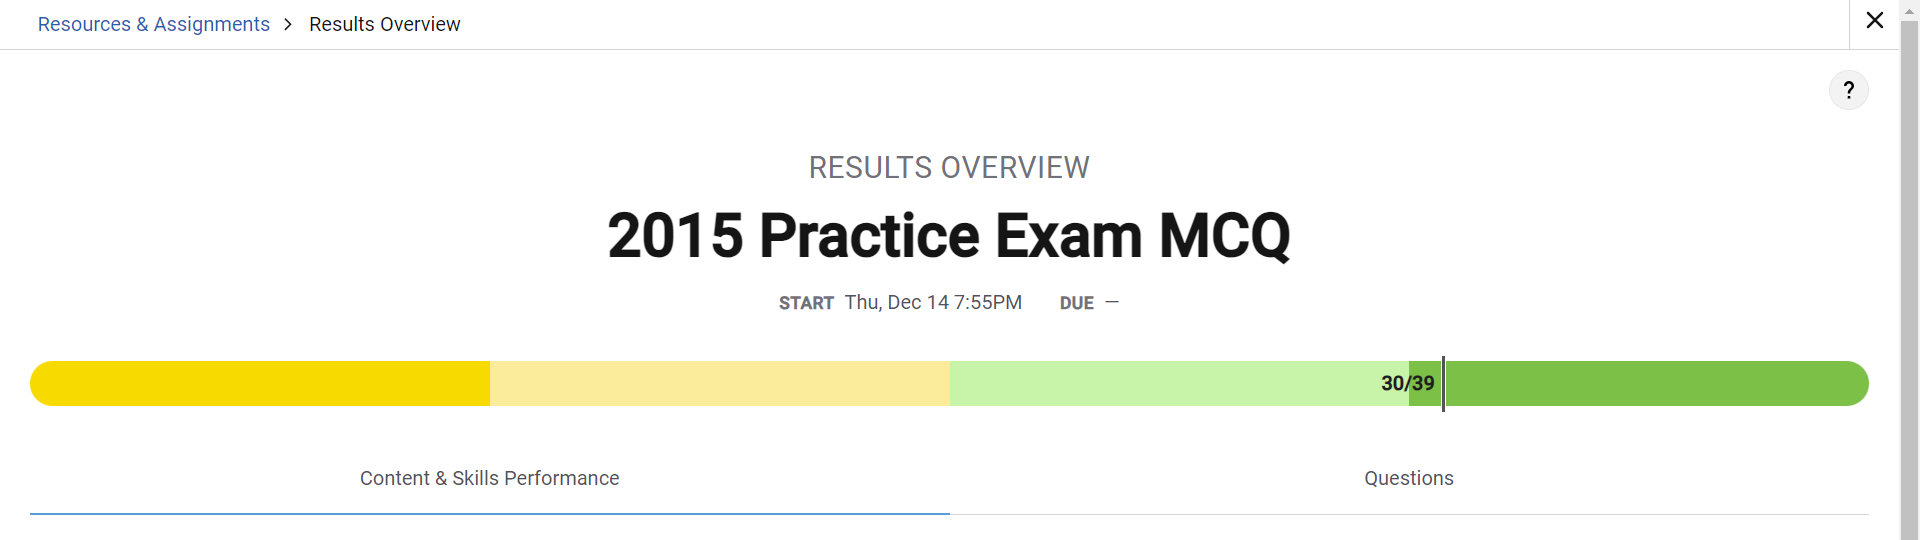 Resources & Assignments > Results Overview
?
RESULTS OVERVIEW
2015 Practice Exam MCQ
START Thu, Dec 14 7:55PM DUE —
30/39
Content & Skills Performance Questions